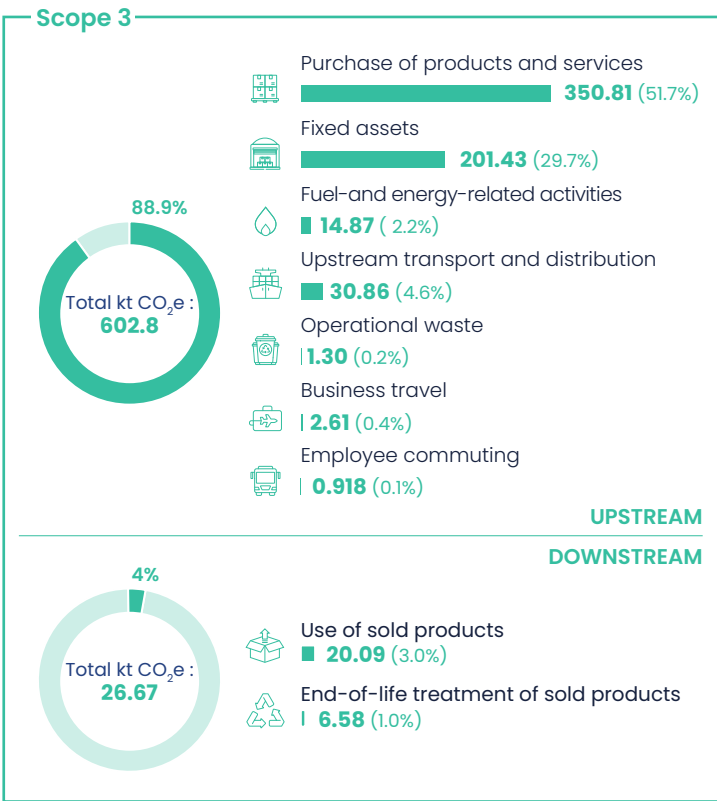 Scope 3
Purchase of products and services
350.81 (51.7%)
Fixed assets
201.43 (29.7%)
Fuel-and energy-related activities
14.87 ( 2.2%)
Upstream transport and distribution
30.86 (4.6%)
Operational waste
1.30 (0.2%)
Business travel
2.61 (0.4%)
Employee commuting
0.918 (0.1%)
88.9%
Total kt CO₂e :
602.8
UPSTREAM
DOWNSTREAM
4%
Total kt CO₂e :
26.67
Use of sold products
20.09 (3.0%)
End-of-life treatment of sold products
6.58 (1.0%)